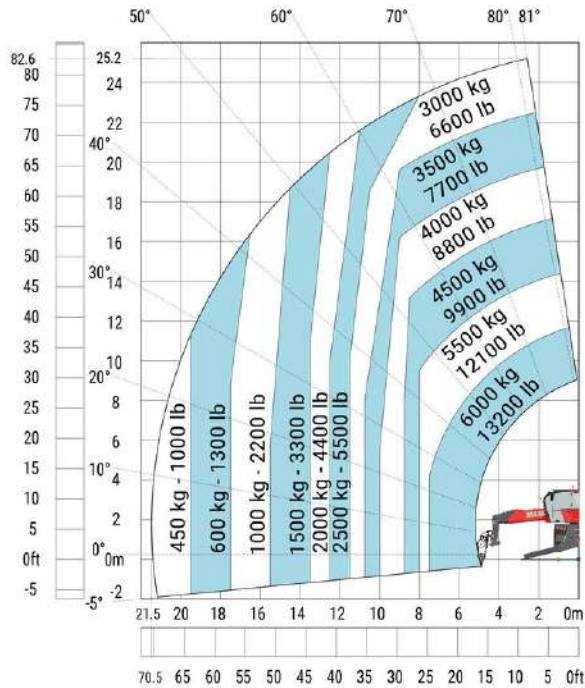 50° 60° 70° 80° 81°
82.6 25.2
80 24
75
70 22
40°
65 20
60 18
55
50 16
45 14
30°
40 12
35 10
30 20° 8
25
20 6
15 10° 4
10
5 2
0ft 0° 0m
-5 -5° -2
3000 kg
6600 lb
3500 kg
7700 lb
4000 kg
8800 lb
4500 kg
9900 lb
5500 kg
12100 lb
6000 kg
13200 lb
450 kg - 1000 lb
600 kg - 1300 lb
1000 kg - 2200 lb
1500 kg - 3300 lb
2000 kg - 4400 lb
2500 kg - 5500 lb
21.5 20 18 16 14 12 10 8 6 4 2 0m
70.5 65 60 55 50 45 40 35 30 25 20 15 10 5 0ft